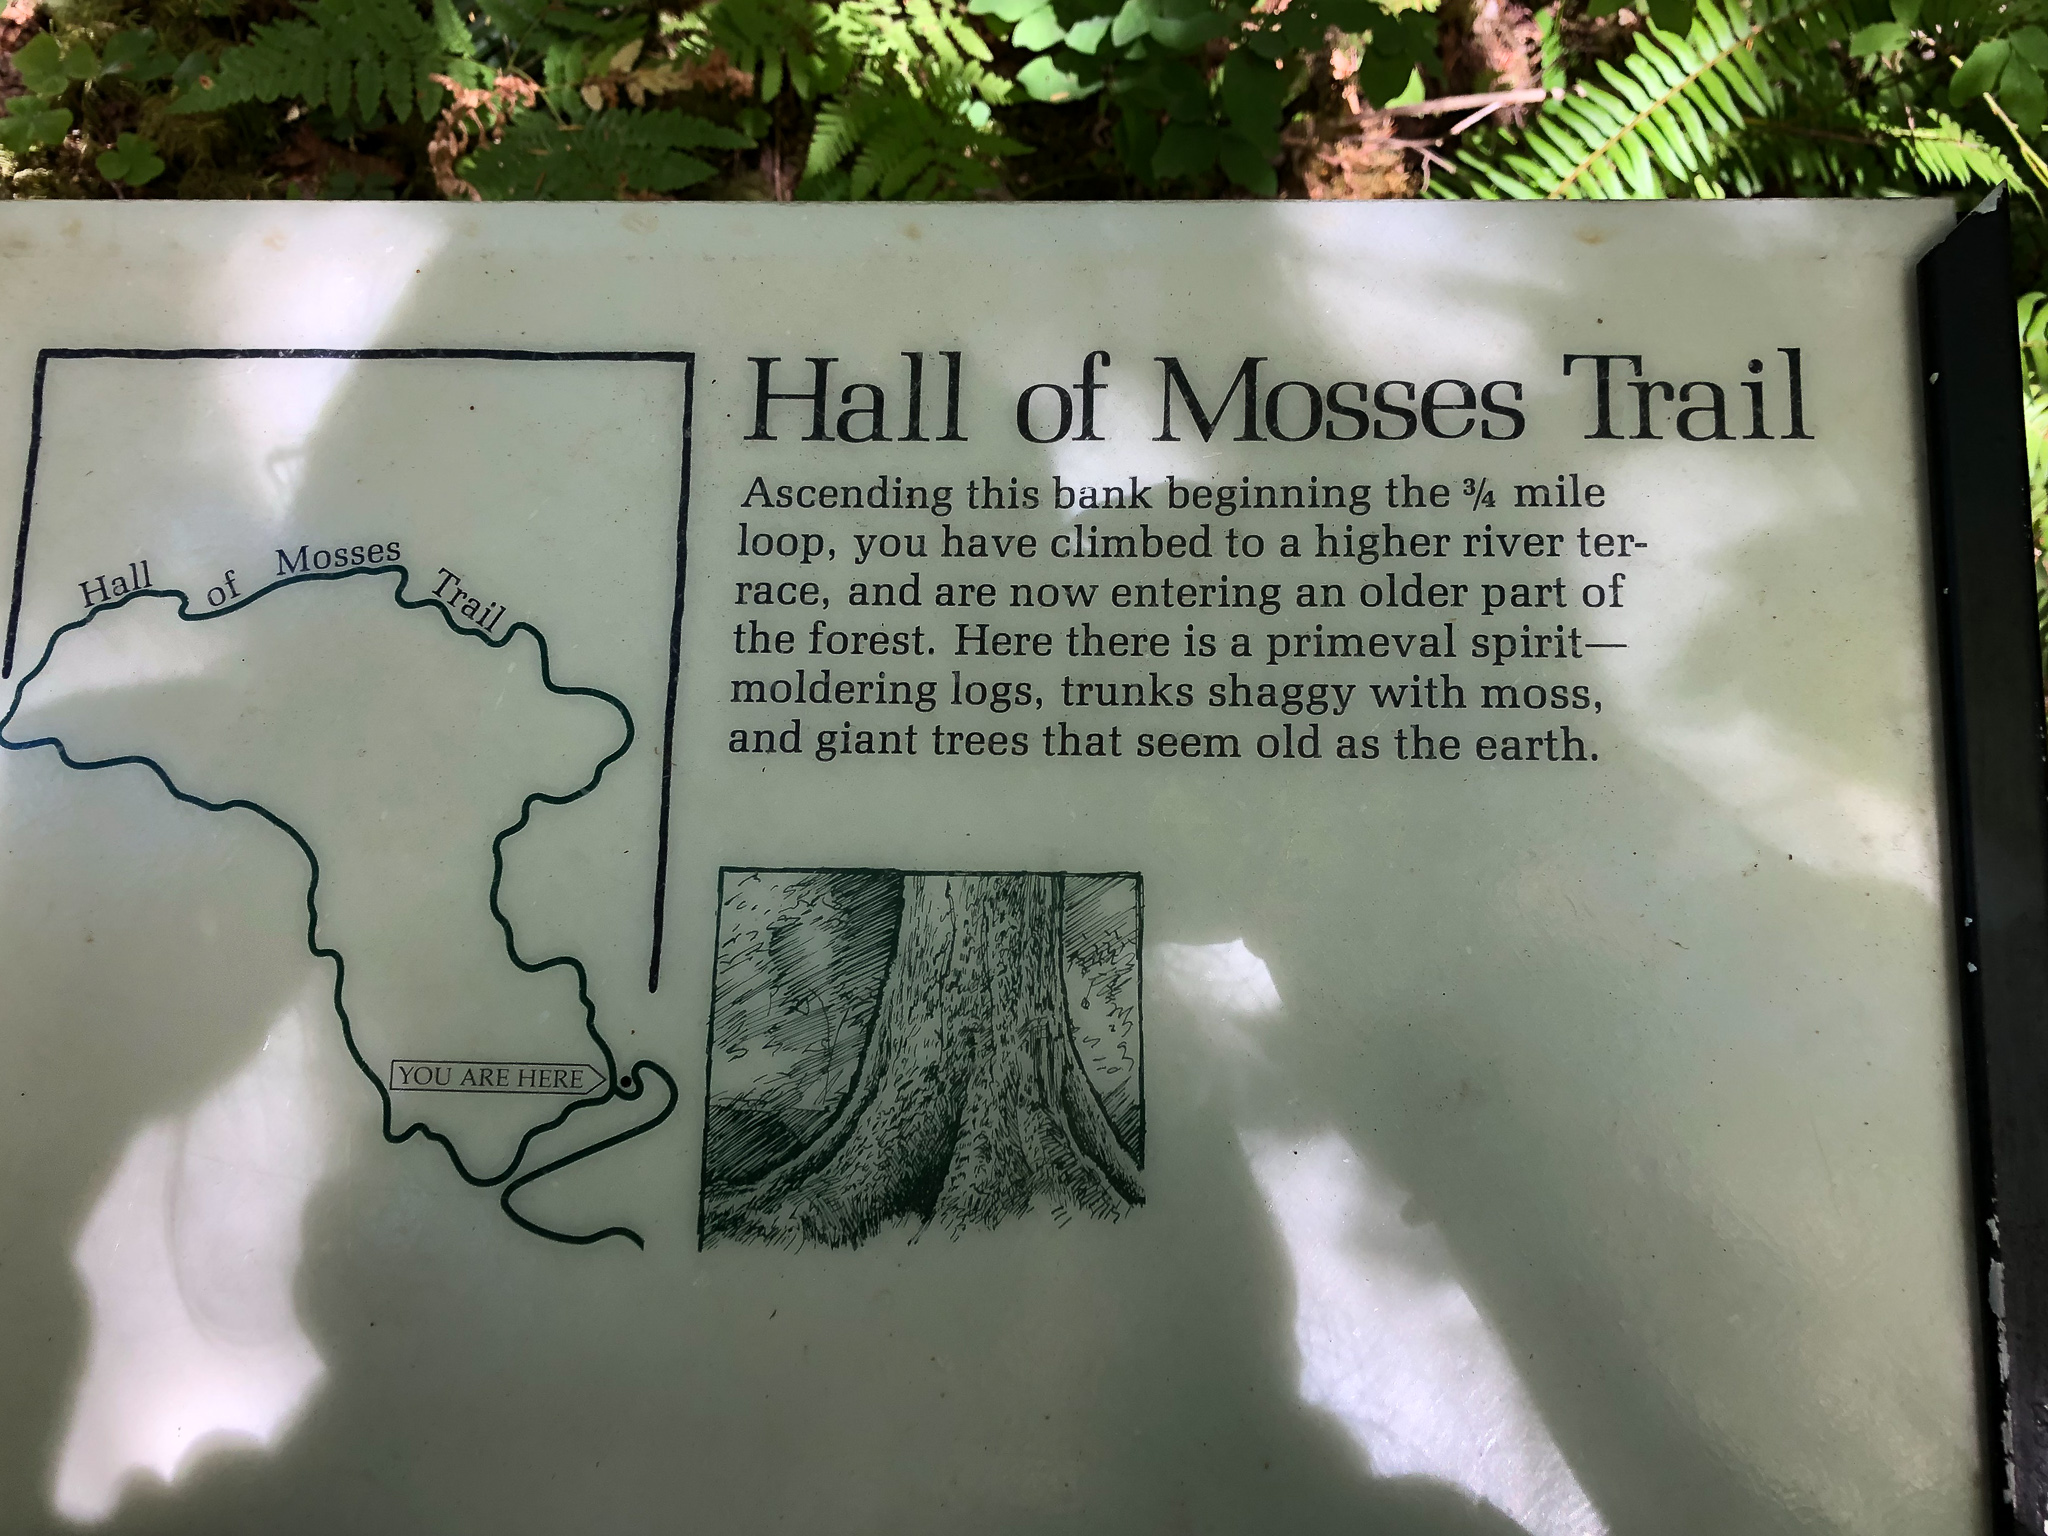 Hall of Mosses Trail
Ascending this bank beginning the ¾ mile
loop, you have climbed to a higher river ter-
race, and are now entering an older part of
the forest. Here there is a primeval spirit—
moldering logs, trunks shaggy with moss,
and giant trees that seem old as the earth.
Hall of Mosses Trail
YOU ARE HERE